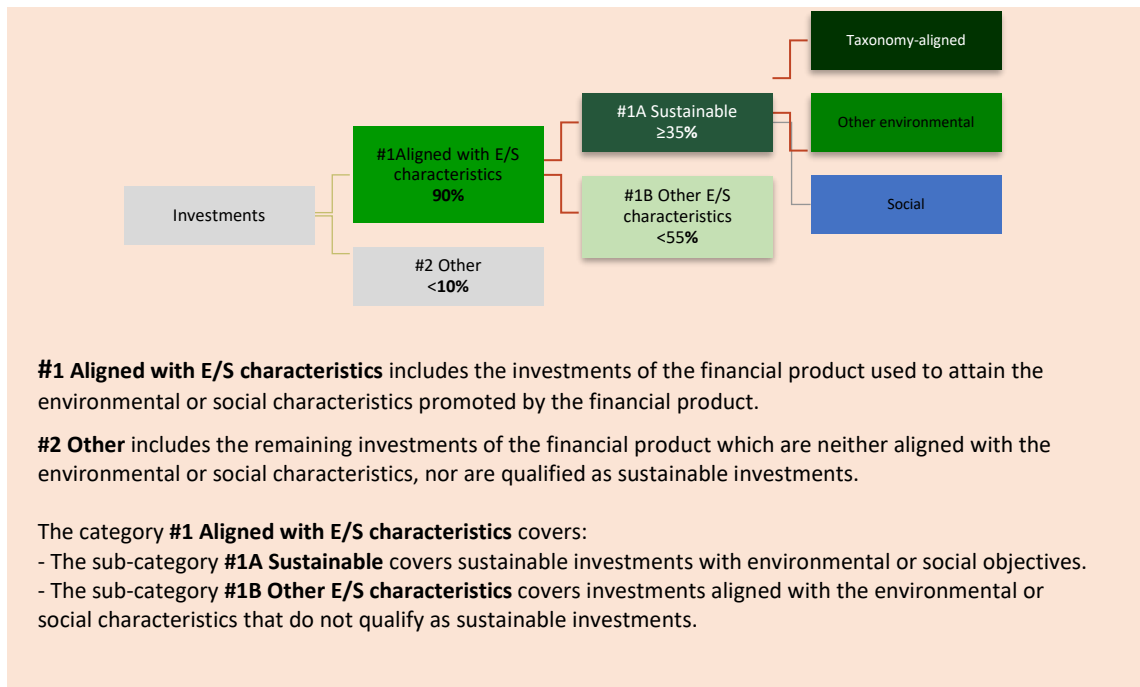 Taxonomy-aligned
#1A Sustainable
≥35%
Other environmental
#1Aligned with E/S
characteristics
90%
#1B Other E/S
characteristics
<55%
Social
Investments
#2 Other
<10%
#1 Aligned with E/S characteristics includes the investments of the financial product used to attain the
environmental or social characteristics promoted by the financial product.
#2 Other includes the remaining investments of the financial product which are neither aligned with the
environmental or social characteristics, nor are qualified as sustainable investments.
The category #1 Aligned with E/S characteristics covers:
- The sub-category #1A Sustainable covers sustainable investments with environmental or social objectives.
- The sub-category #1B Other E/S characteristics covers investments aligned with the environmental or
social characteristics that do not qualify as sustainable investments.